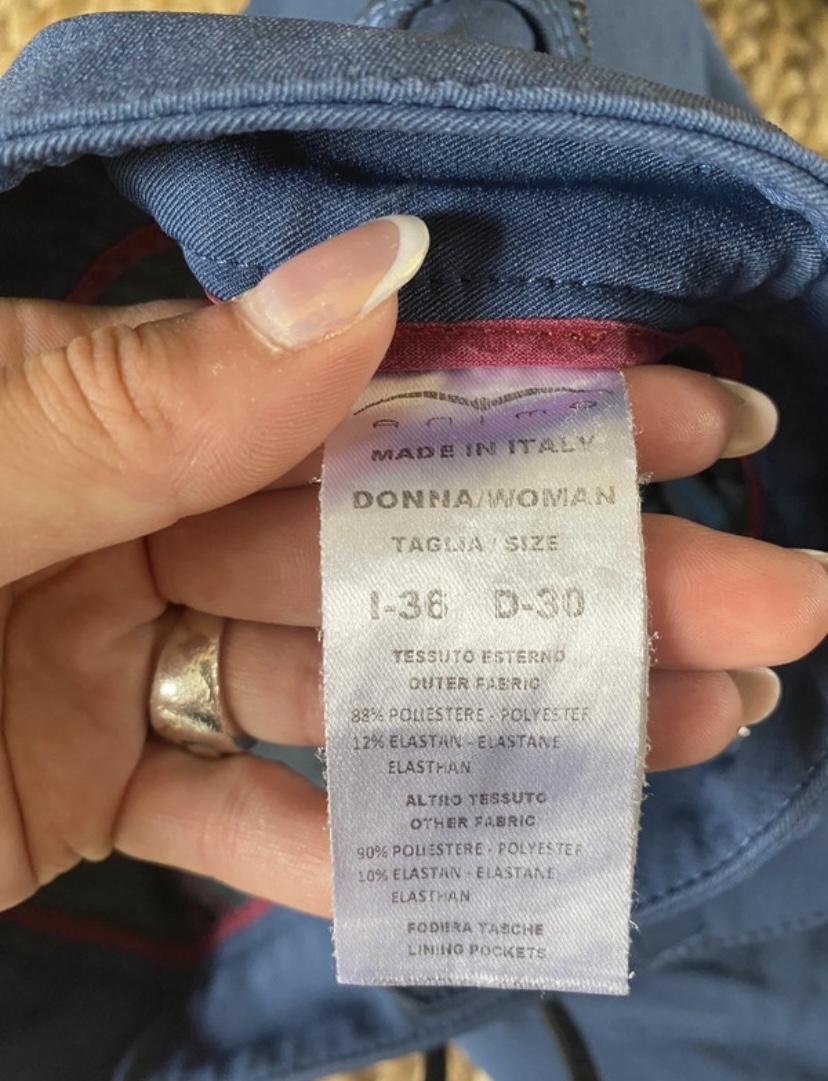 MADE IN ITALY
DONNA/WOMAN
TAGLIA / SIZE
I-36 D-30
TESSUTO ESTERNO
OUTER FABRIC
88% POLIESTERE - POLYESTER
12% ELASTAN - ELASTANE
ELASTHAN
ALTRO TESSUTO
OTHER FABRIC
90% POLIESTERE - POLYESTER
10% ELASTAN - ELASTANE
ELASTHAN
FODERA TASCHE
LINING POCKETS